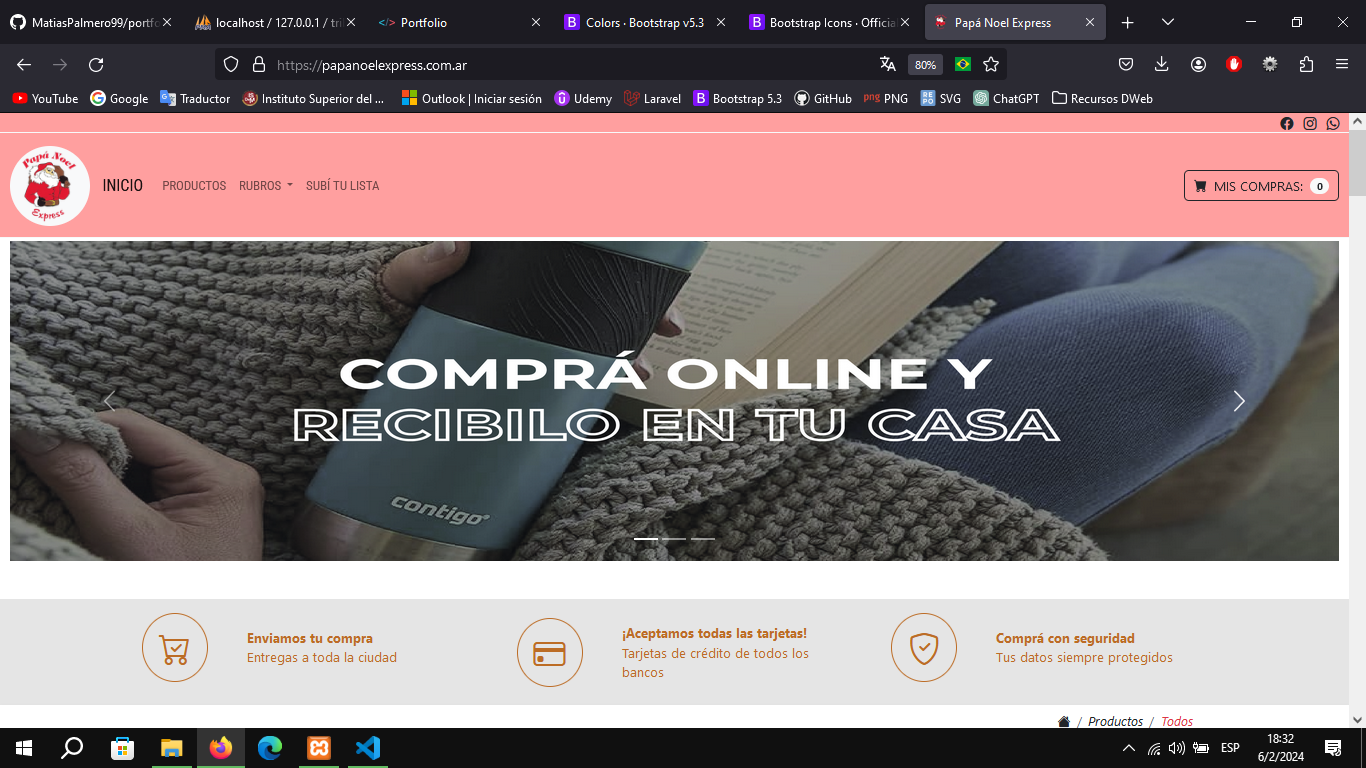 MatiasPalmero99/portfo
localhost / 127.0.0.1 / tri
Portfolio
Colors · Bootstrap v5.3
Bootstrap Icons · Officia
Papá Noel Express
https://papanoelexpress.com.ar
80%
YouTube
Google
Traductor
Instituto Superior del ...
Outlook | Iniciar sesión
Udemy
Laravel
Bootstrap 5.3
GitHub
png PNG
REPO SVG
ChatGPT
Recursos DWeb
Papá Noel
Express
INICIO
PRODUCTOS
RUBROS
SUBÍ TU LISTA
MIS COMPRAS: 0
COMPRÁ ONLINE Y
RECIBILO EN TU CASA
contigo
Enviamos tu compra
Entregas a toda la ciudad
¡Aceptamos todas las tarjetas!
Tarjetas de crédito de todos los
bancos
Comprá con seguridad
Tus datos siempre protegidos
/ Productos / Todos
ESP
18:32
6/2/2024